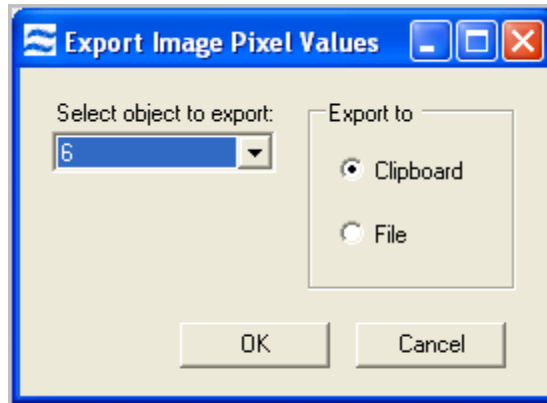 Export Image Pixel Values
Select object to export:
6
Export to
Clipboard
File
OK
Cancel